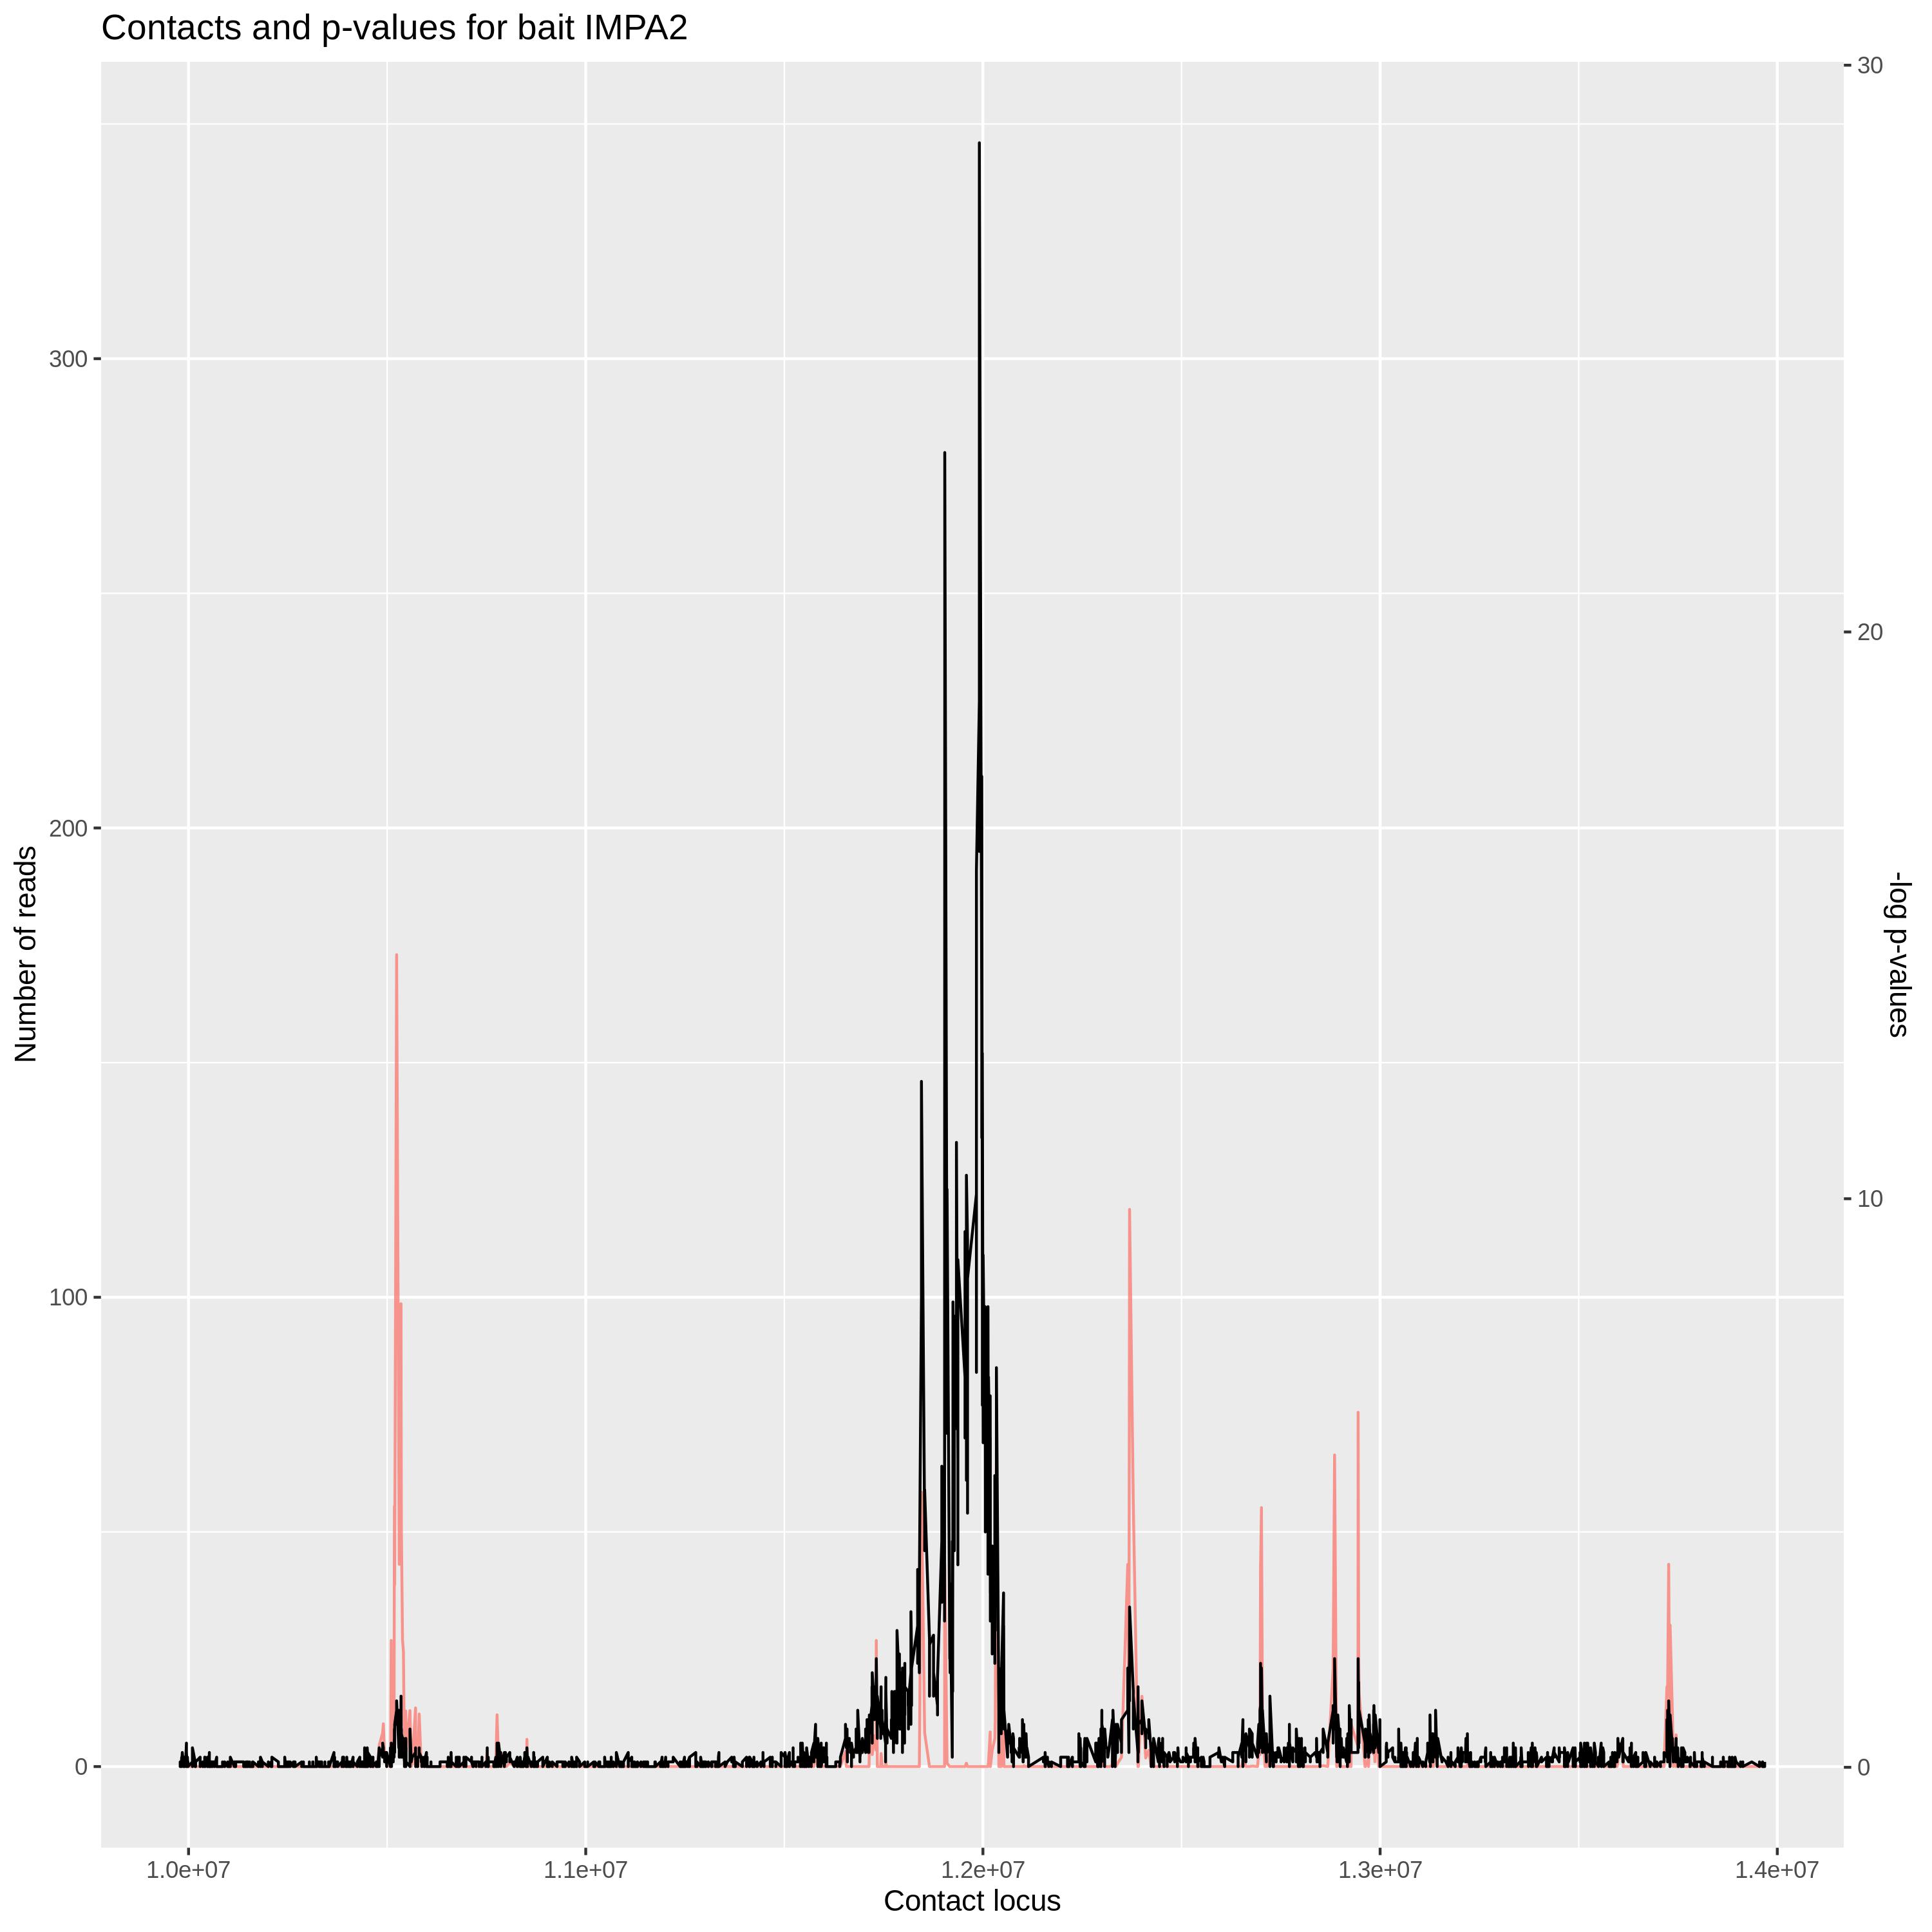 Contacts and p-values for bait IMPA2
30
300
20
200
Number of reads
-log p-values
10
100
0
0
1.0e+07
1.1e+07
1.2e+07
1.3e+07
1.4e+07
Contact locus